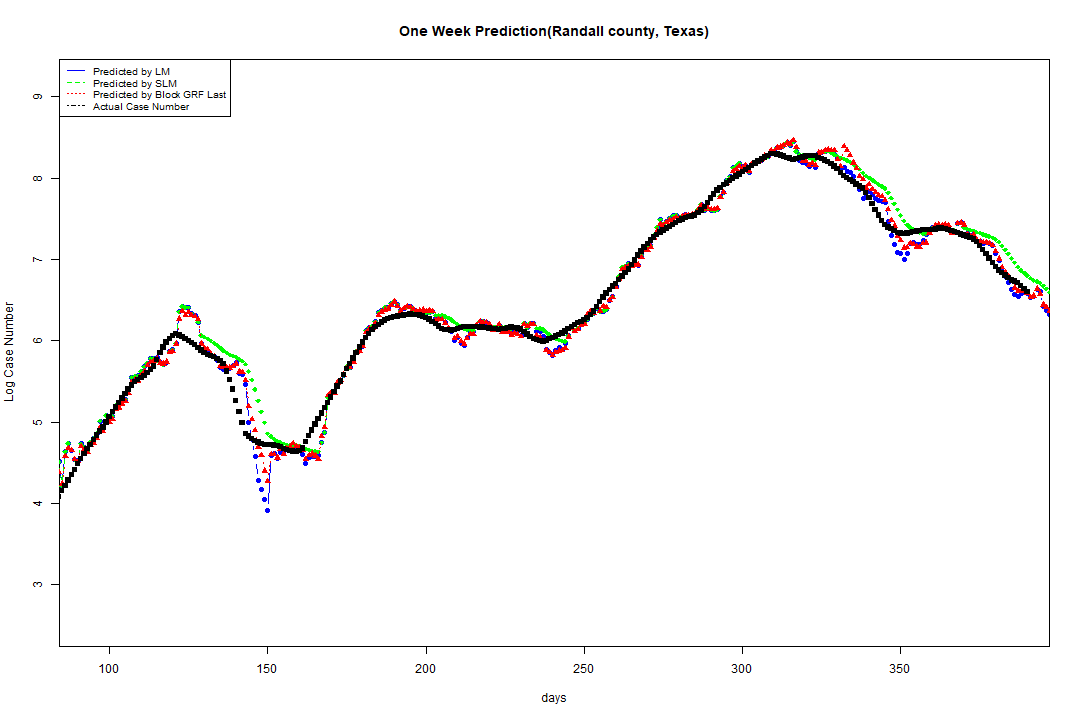 One Week Prediction(Randall county, Texas)
Predicted by LM
Predicted by SLM
Predicted by Block GRF Last
Actual Case Number
9
8
7
6
5
4
3
Log Case Number
100 150 200 250 300 350
days